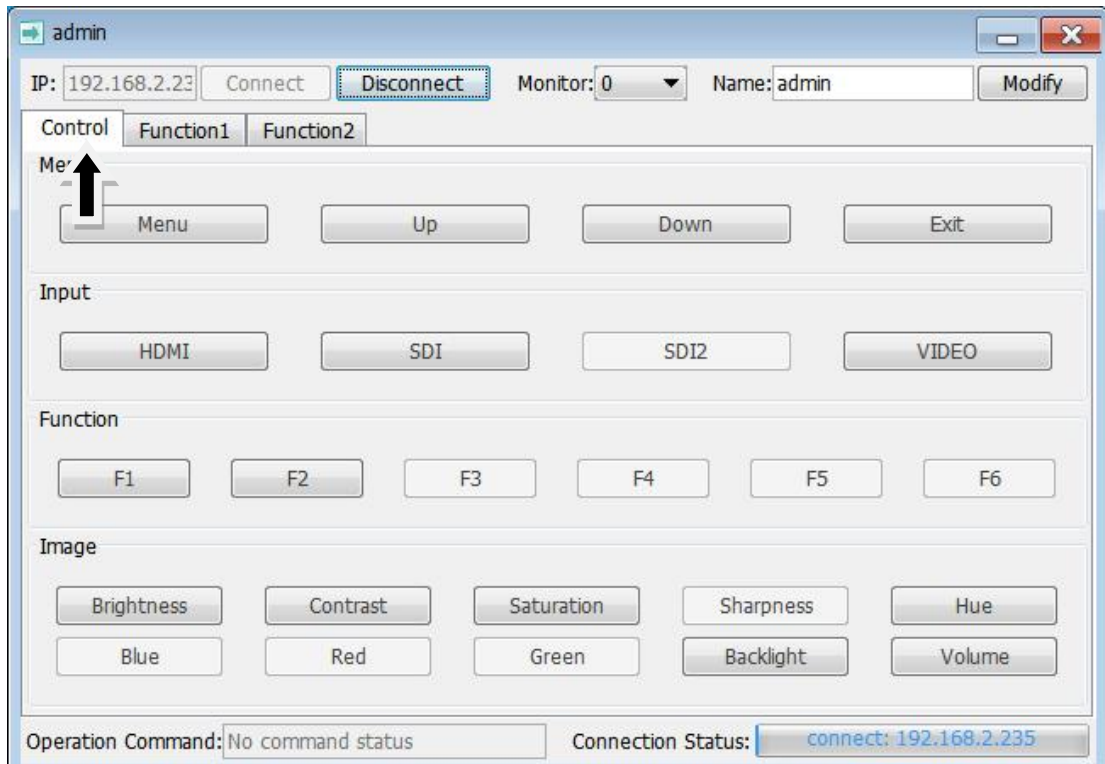 admin
IP: 192.168.2.23 Connect Disconnect Monitor: 0 Name: admin Modify
Control Function1 Function2
Me
Menu Up Down Exit
Input
HDMI SDI SDI2 VIDEO
Function
F1 F2 F3 F4 F5 F6
Image
Brightness Contrast Saturation Sharpness Hue
Blue Red Green Backlight Volume
Operation Command: No command status Connection Status: connect: 192.168.2.235